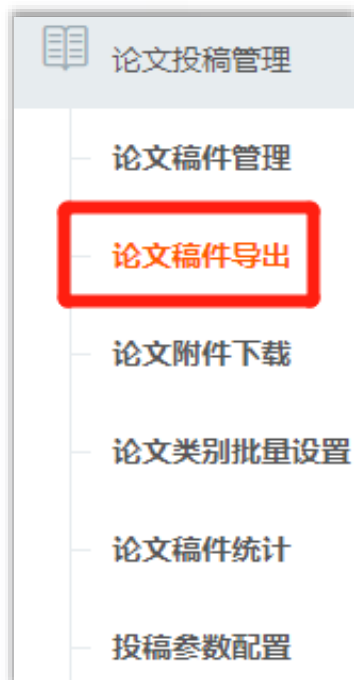 论文投稿管理
论文稿件管理
论文稿件导出
论文附件下载
论文类别批量设置
论文稿件统计
投稿参数配置